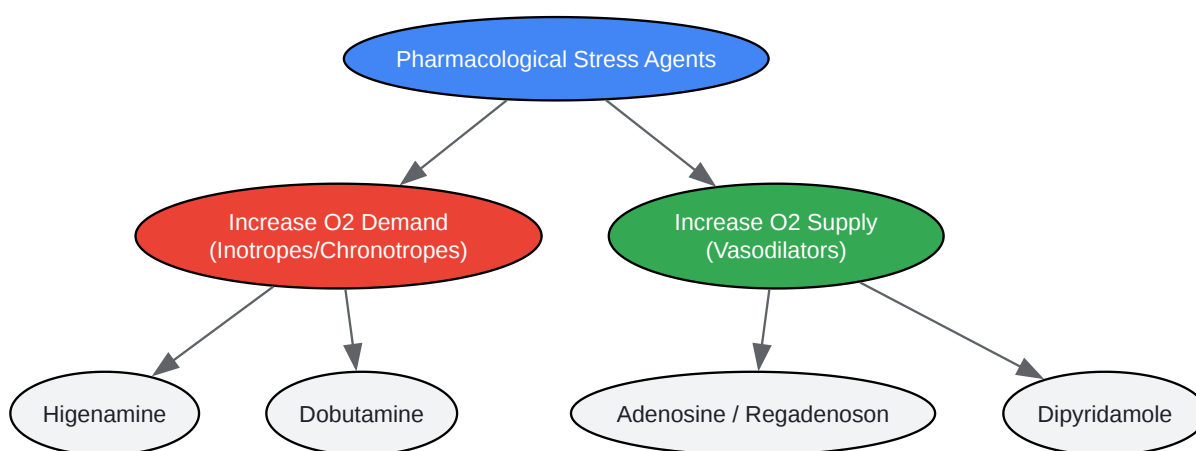 Pharmacological Stress Agents
Increase O2 Demand
(Inotropes/Chronotropes)
Increase O2 Supply
(Vasodilators)
Higenamine
Dobutamine
Adenosine / Regadenoson
Dipyridamole